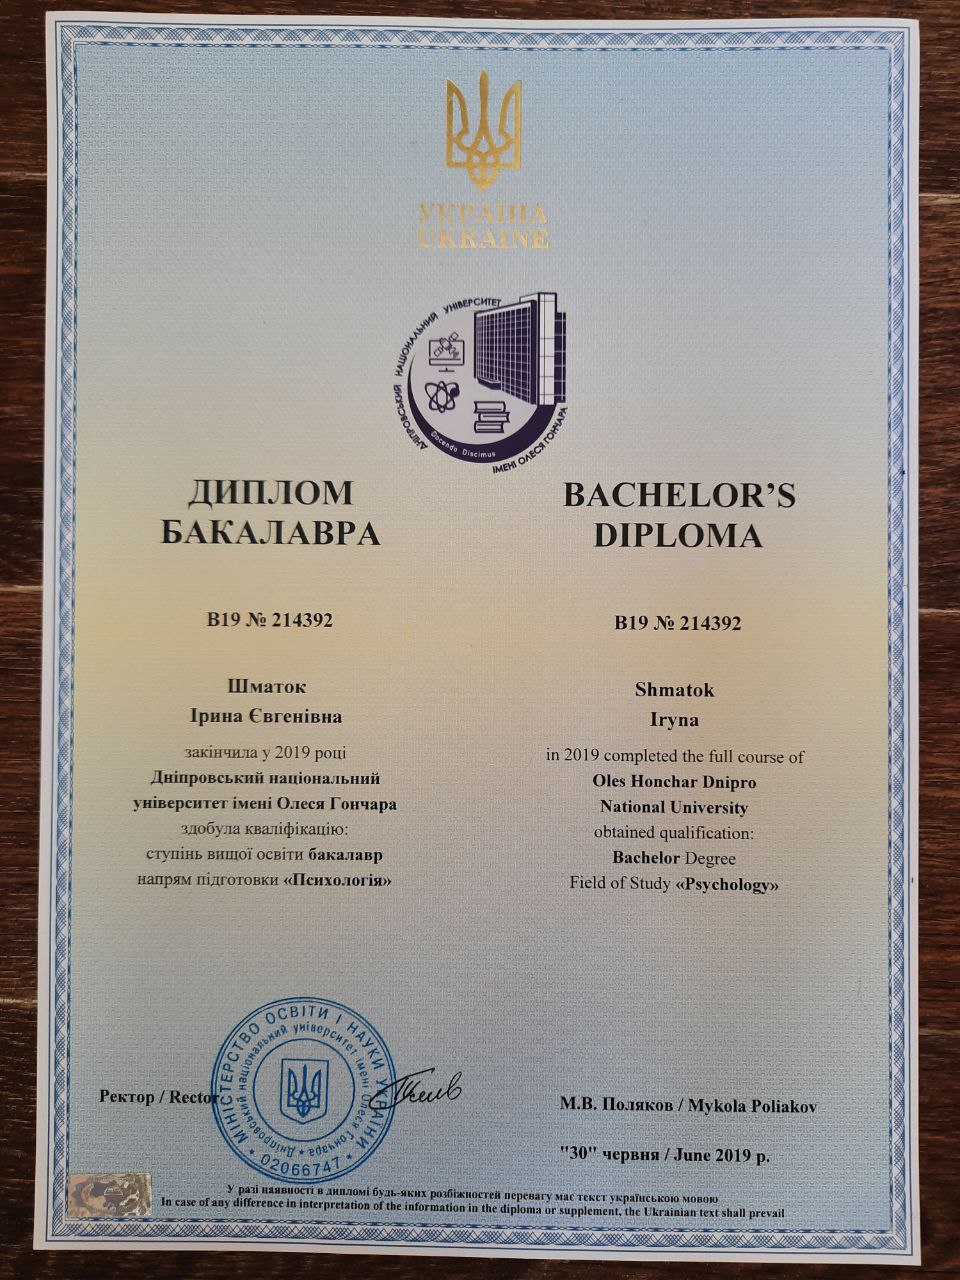 УКРАЇНА
UKRAINE
ДНІПРОВСЬКИЙ НАЦІОНАЛЬНИЙ УНІВЕРСИТЕТ
ІМЕНІ ОЛЕСЯ ГОНЧАРА
Docendo Discimus
ДИПЛОМ
БАКАЛАВРА
В19 № 214392
Шматок
Ірина Євгенівна
закінчила у 2019 році
Дніпровський національний
університет імені Олеся Гончара
здобула кваліфікацію:
ступінь вищої освіти бакалавр
напрям підготовки «Психологія»
BACHELOR’S
DIPLOMA
B19 № 214392
Shmatok
Iryna
in 2019 completed the full course of
Oles Honchar Dnipro
National University
obtained qualification:
Bachelor Degree
Field of Study «Psychology»
Ректор / Rector
МІНІСТЕРСТВО ОСВІТИ І НАУКИ УКРАЇНИ
Дніпровський національний університет імені Олеся Гончара
02066747
М.В. Поляков / Mykola Poliakov
"30" червня / June 2019 р.
У разі наявності в дипломі будь-яких розбіжностей перевагу має текст українською мовою
In case of any difference in interpretation of the information in the diploma or supplement, the Ukrainian text shall prevail